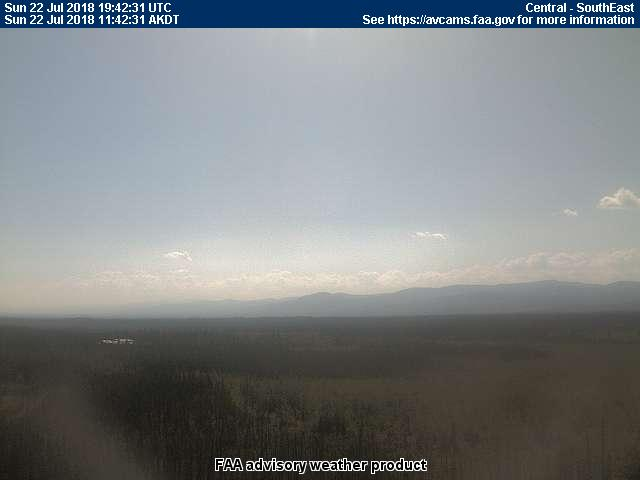 Sun 22 Jul 2018 19:42:31 UTC Central - SouthEast
Sun 22 Jul 2018 11:42:31 AKDT See https://avcams.faa.gov for more information
FAA advisory weather product